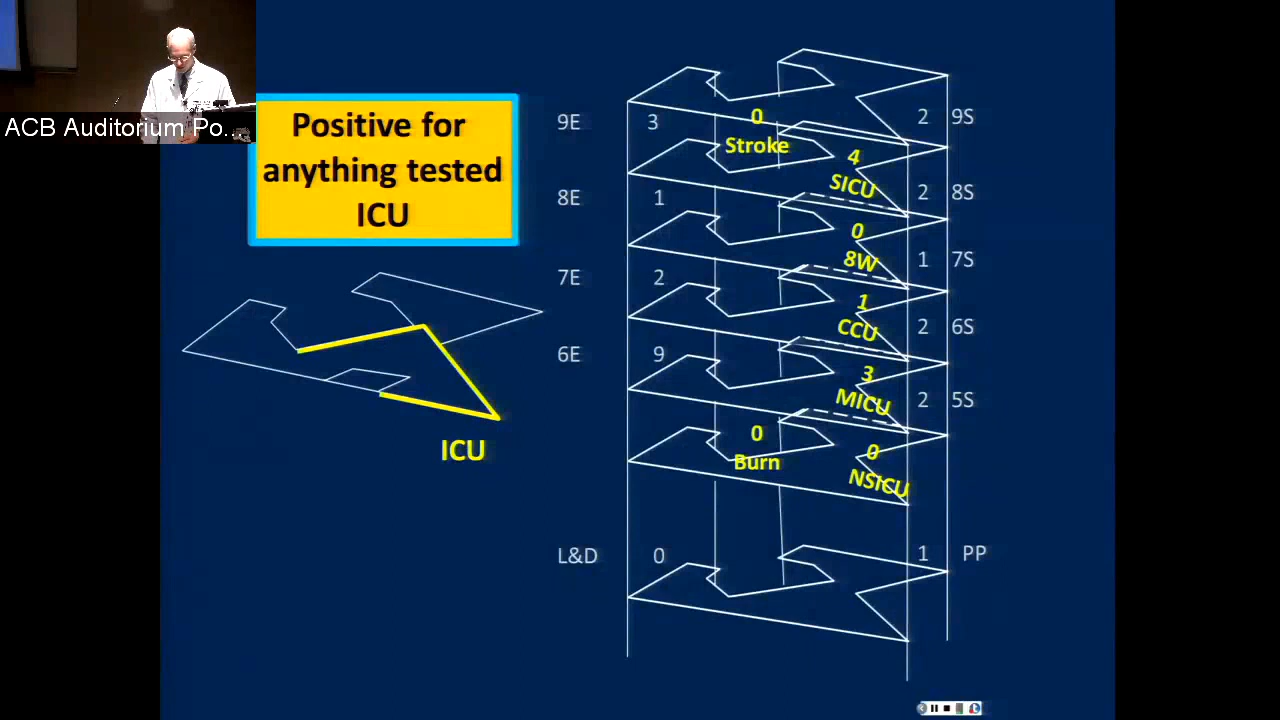 ACB Auditorium Po...
Positive for
anything tested
ICU
ICU
9E 3 0 2 9S
Stroke
4
SICU
8E 1 2 8S
0
8W
7E 2 1 7S
1
CCU
6E 9 2 6S
3
MICU
2 5S
0
Burn
0
NSICU
L&D 0 1 PP